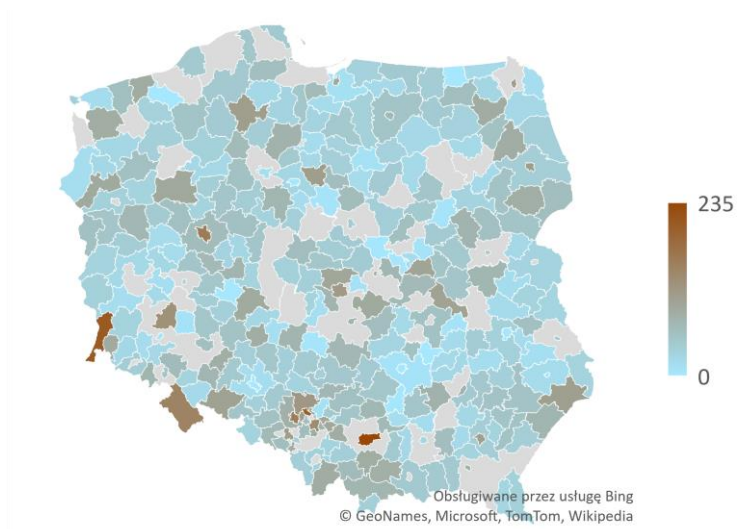 235
0
Obsługiwane przez usługę Bing
© GeoNames, Microsoft, TomTom, Wikipedia